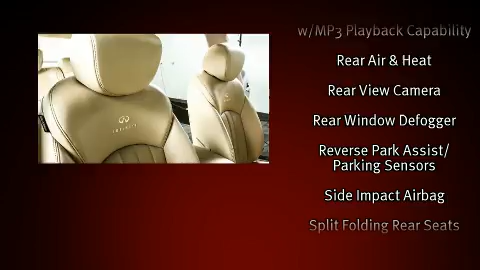 w/MP3 Playback Capability
Rear Air & Heat
Rear View Camera
Rear Window Defogger
Reverse Park Assist/
Parking Sensors
Side Impact Airbag
Split Folding Rear Seats
INFINITI